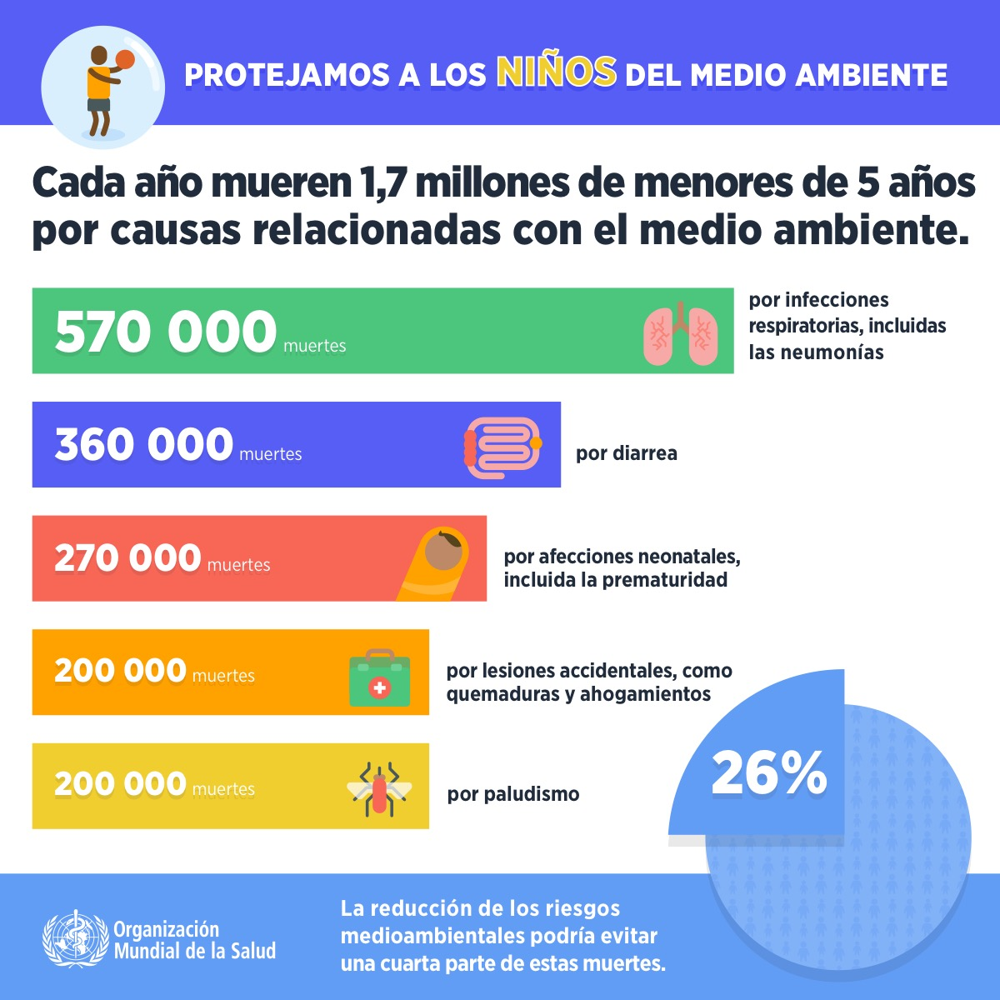 PROTEJAMOS A LOS NIÑOS DEL MEDIO AMBIENTE
Cada año mueren 1,7 millones de menores de 5 años
por causas relacionadas con el medio ambiente.
570 000 muertes
por infecciones
respiratorias, incluidas
las neumonías
360 000 muertes
por diarrea
270 000 muertes
por afecciones neonatales,
incluida la prematuridad
200 000 muertes
por lesiones accidentales, como
quemaduras y ahogamientos
200 000 muertes
por paludismo
26%
Organización
Mundial de la Salud
La reducción de los riesgos
medioambientales podría evitar
una cuarta parte de estas muertes.